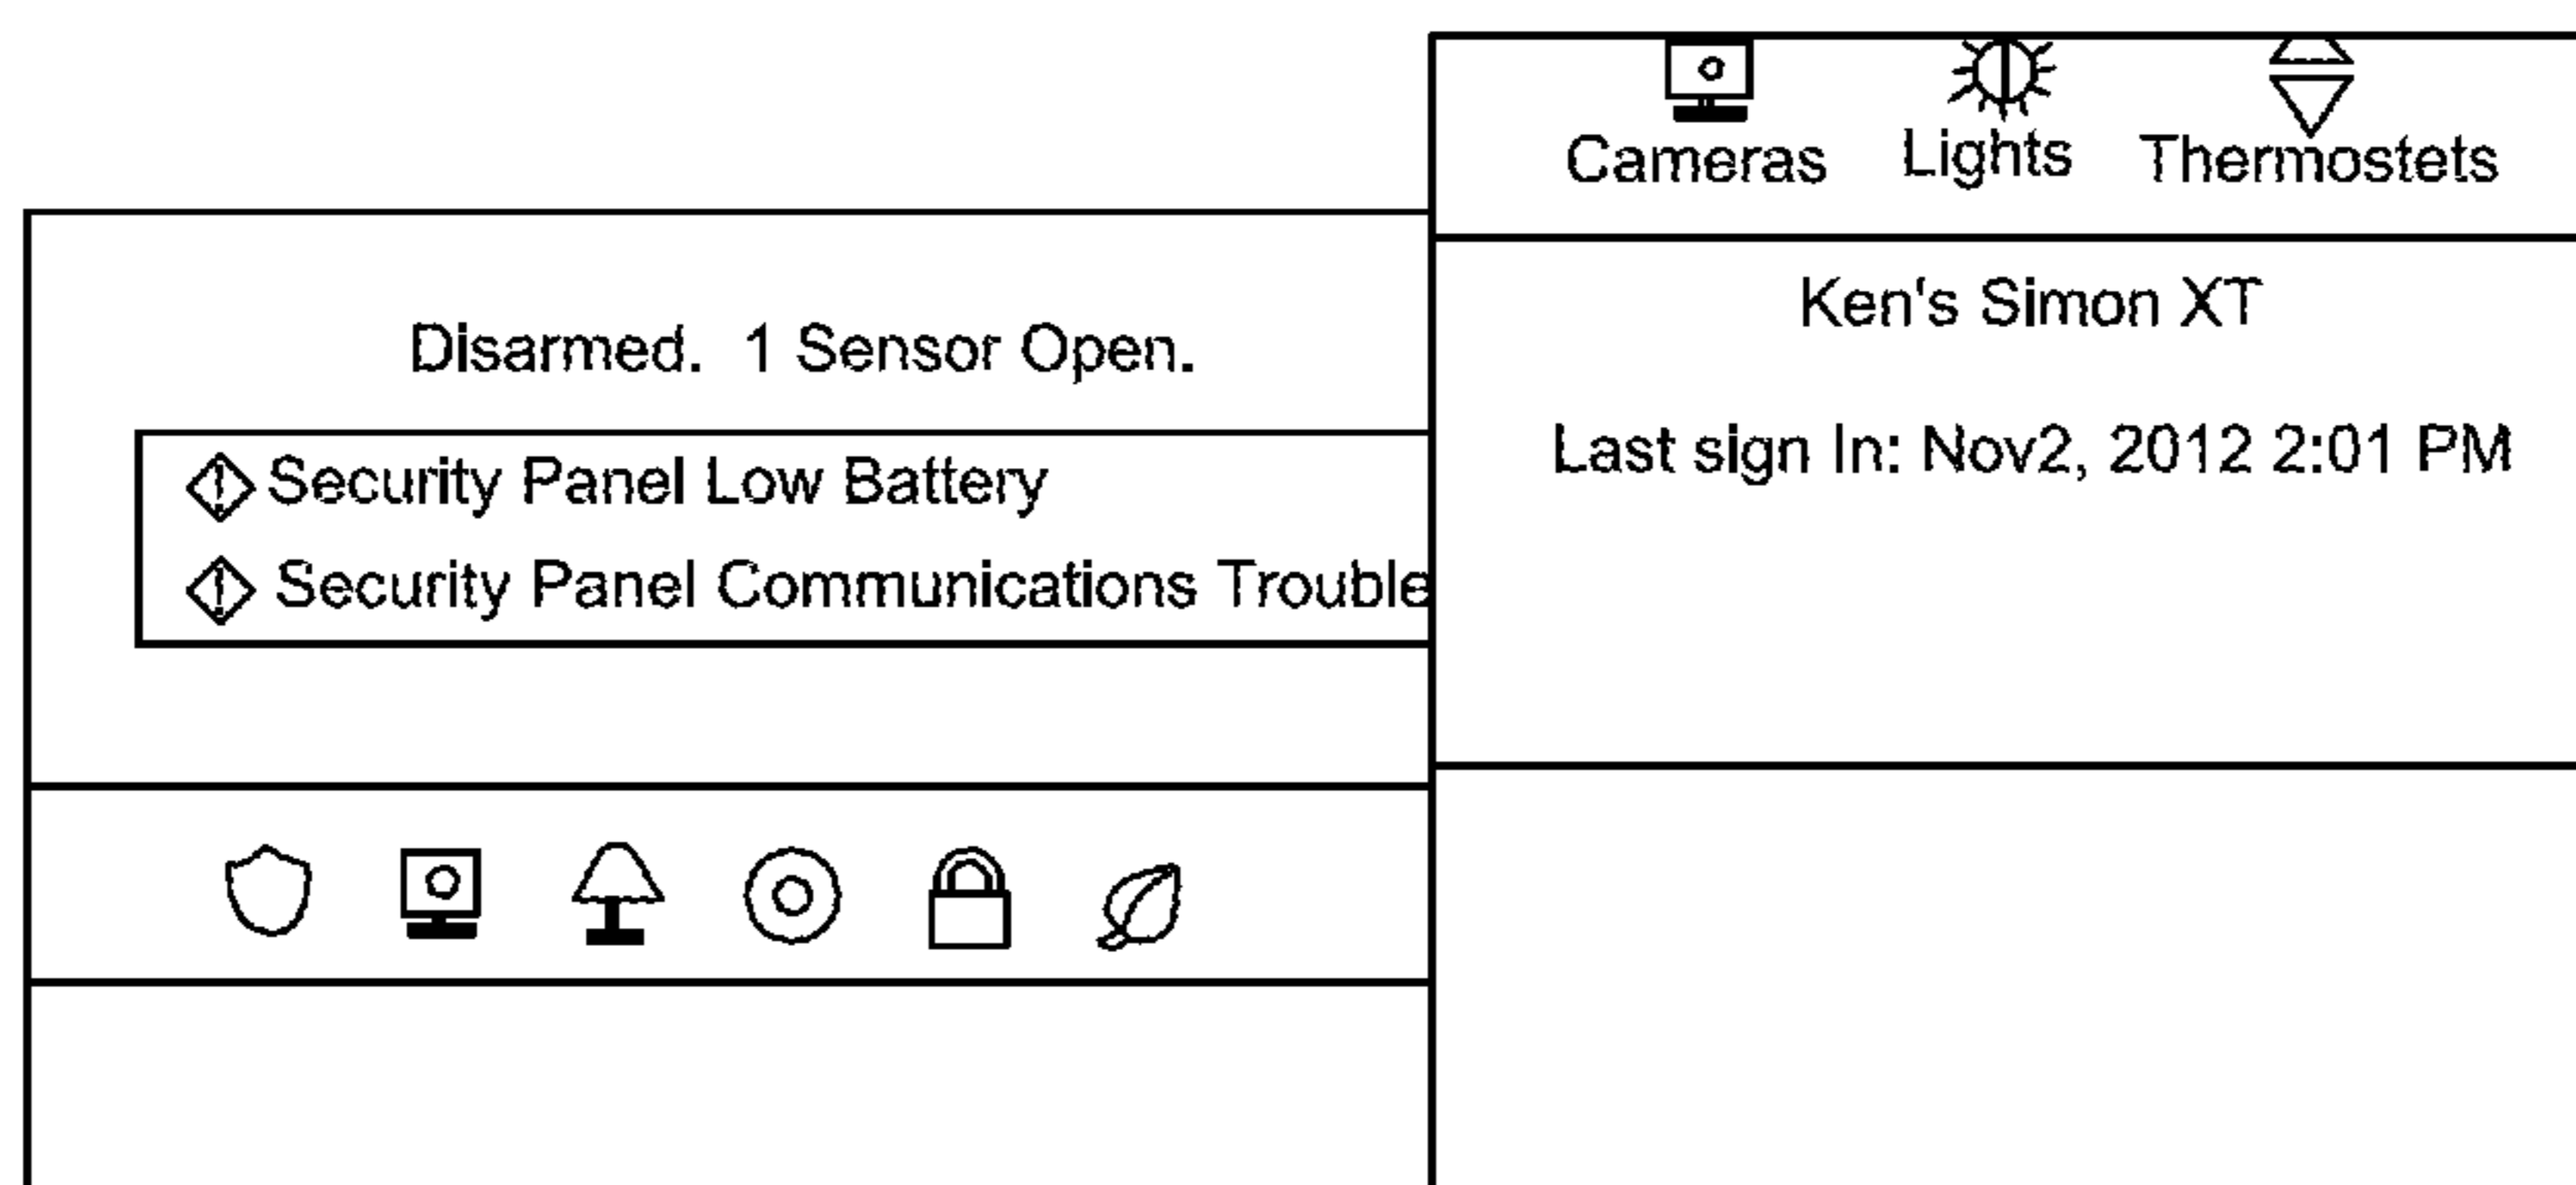 Cameras Lights Thermostets
Ken's Simon XT
Last sign In: Nov2, 2012 2:01 PM
Disarmed. 1 Sensor Open.
Security Panel Low Battery
Security Panel Communications Trouble